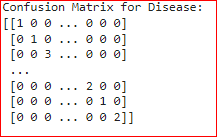 Confusion Matrix for Disease:
[[1 0 0 ... 0 0 0]
[0 1 0 ... 0 0 0]
[0 0 3 ... 0 0 0]
...
[0 0 0 ... 2 0 0]
[0 0 0 ... 0 1 0]
[0 0 0 ... 0 0 2]]